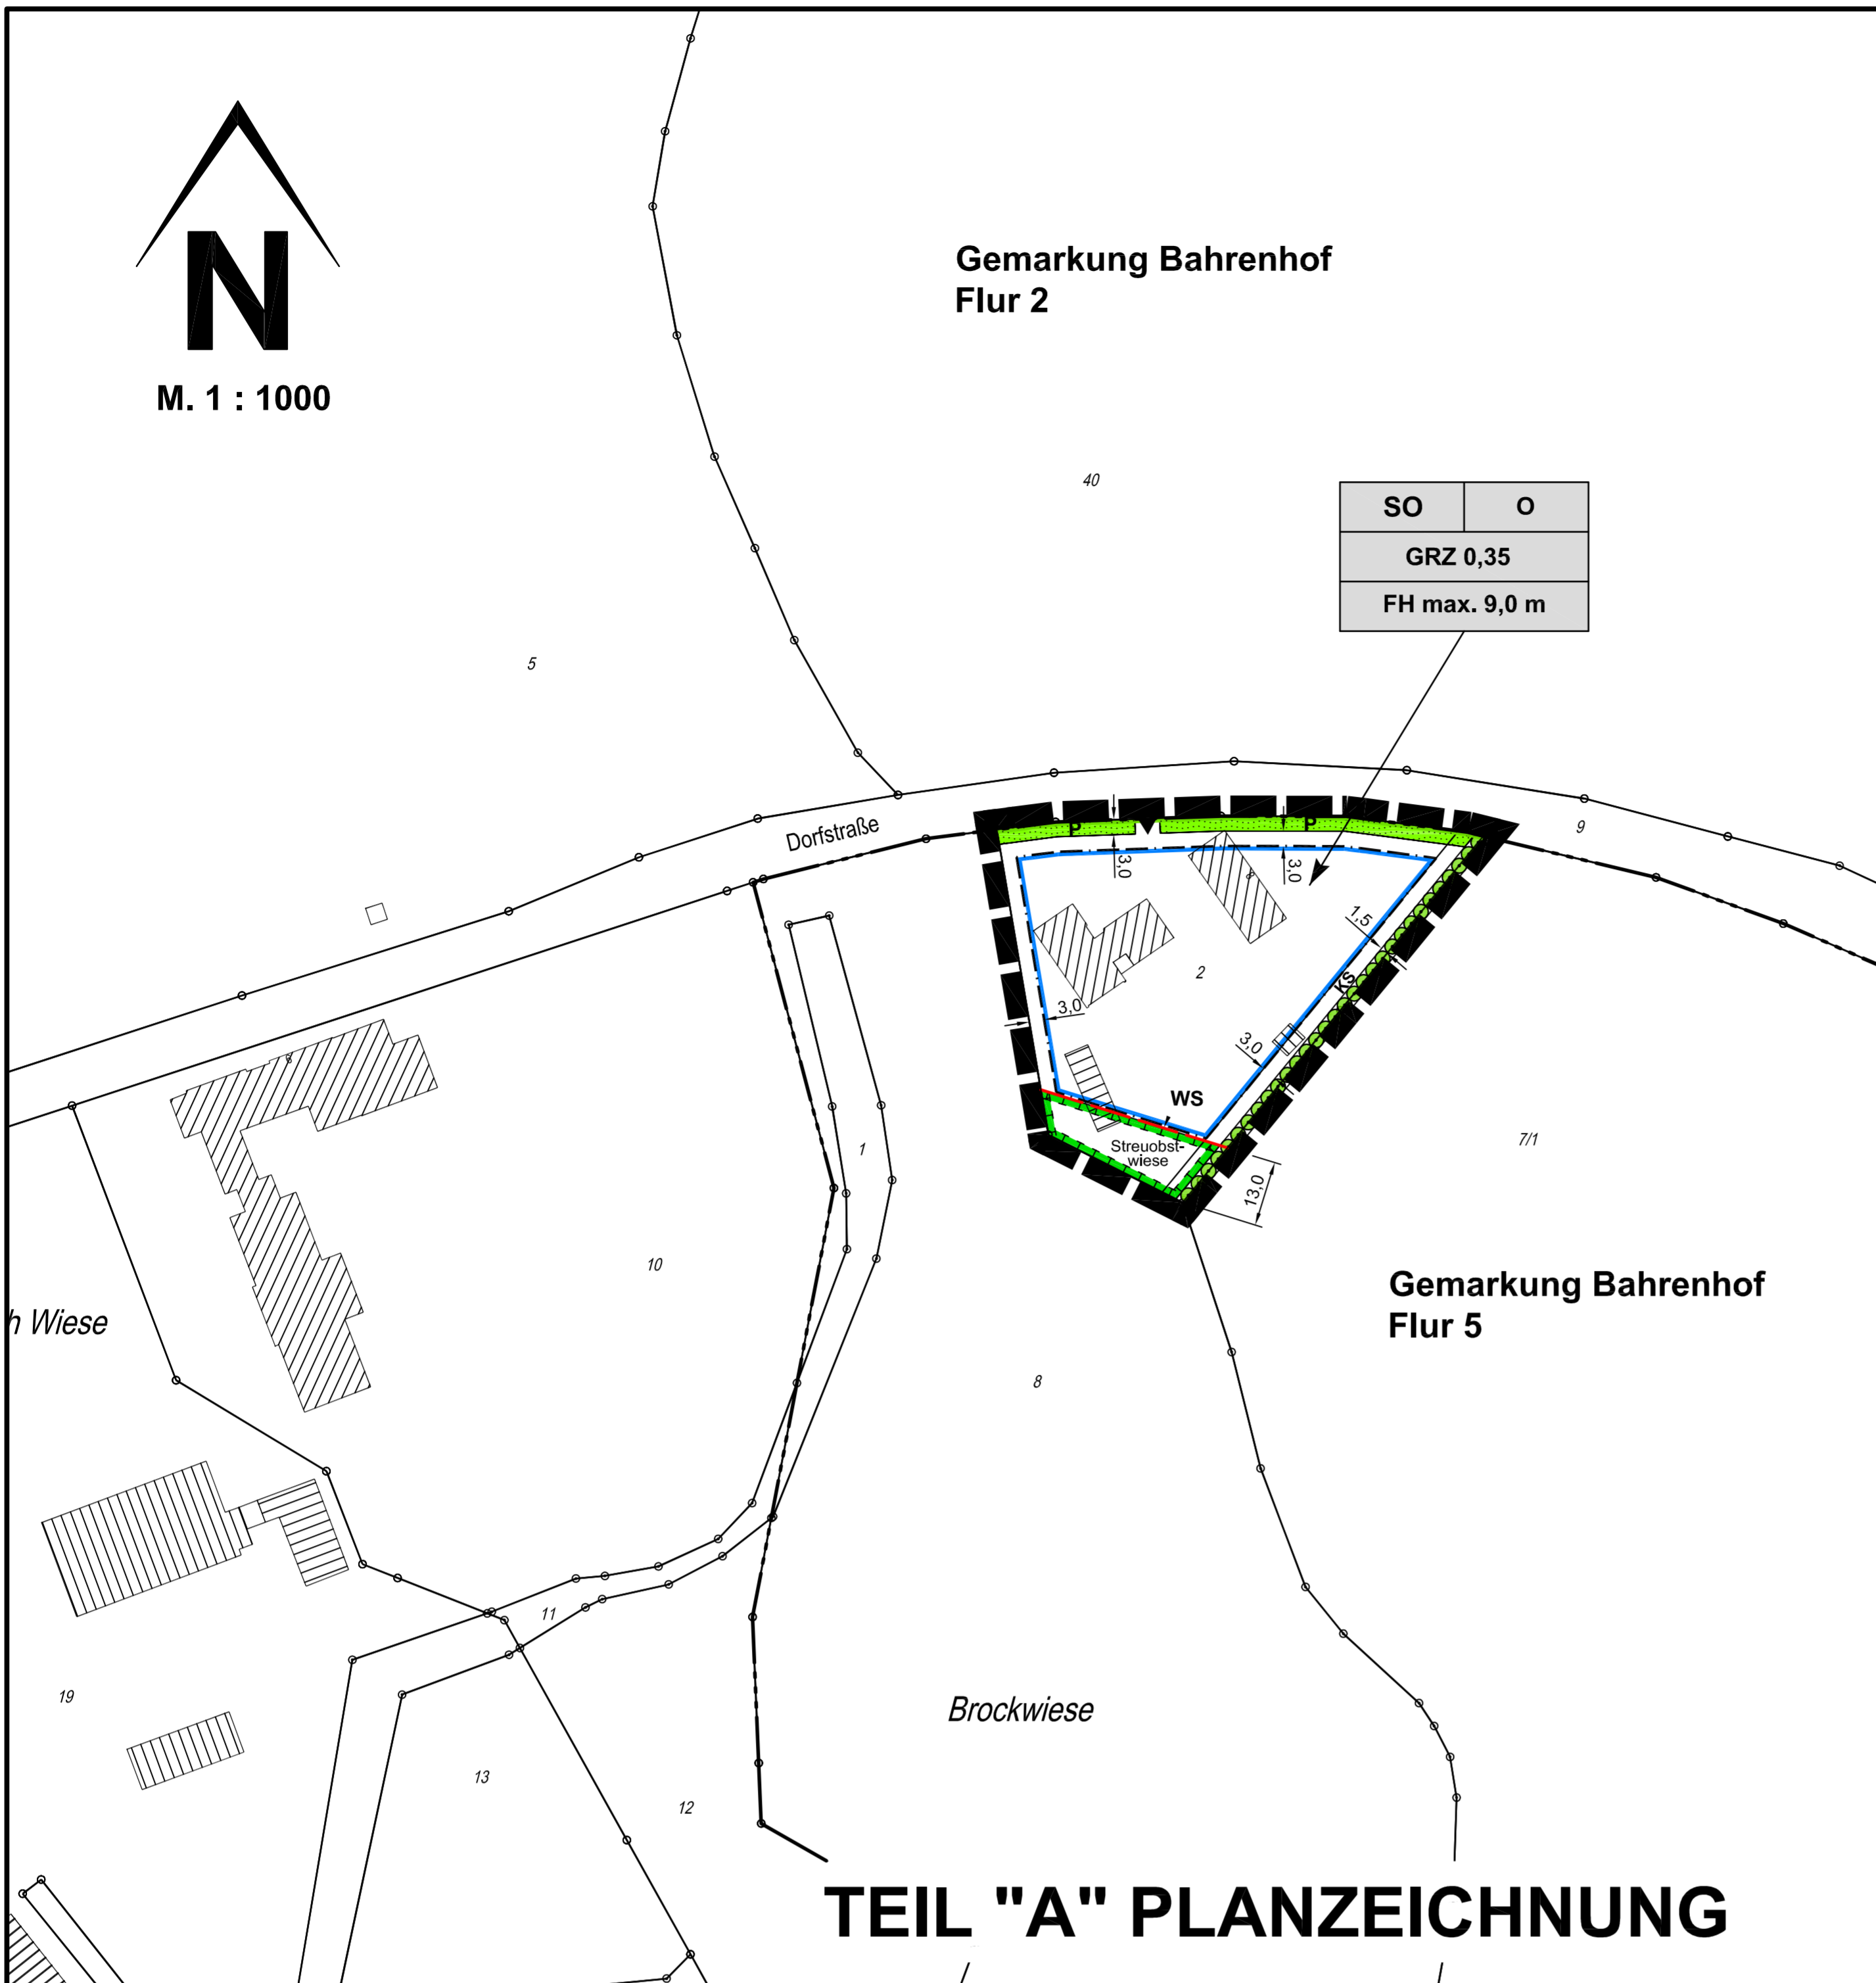 N
M. 1 : 1000
Gemarkung Bahrenhof
Flur 2
40
SO
O
GRZ 0,35
FH max. 9,0 m
5
Dorfstraße
P
P
9
3,0
3,0
8
1,5
2
KS
3,0
3,0
WS
Streuobst-
wiese
13,0
7/1
8
1
10
Gemarkung Bahrenhof
Flur 5
h Wiese
8
11
19
Brockwiese
13
12
TEIL "A" PLANZEICHNUNG